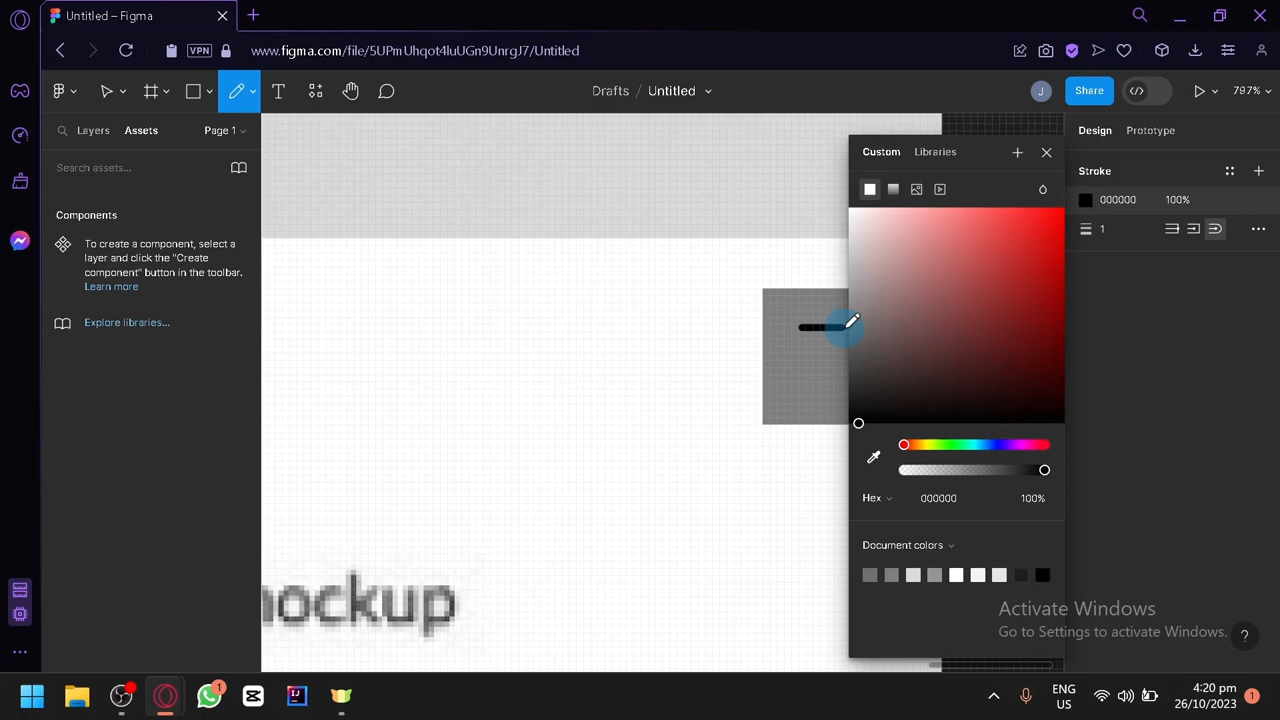 Untitled – Figma
VPN
www.figma.com/file/5UPmUhqot4luUGn9UnrgJ7/Untitled
Drafts / Untitled
J
Share
797%
Layers
Assets
Page 1
Search assets...
Components
To create a component, select a
layer and click the "Create
component" button in the toolbar.
Learn more
Explore libraries...
mockup
Custom
Libraries
Hex
000000
100%
Document colors
Design
Prototype
Stroke
000000
100%
1
Activate Windows
Go to Settings to activate Windows.
?
1
ENG
US
4:20 pm
26/10/2023
1